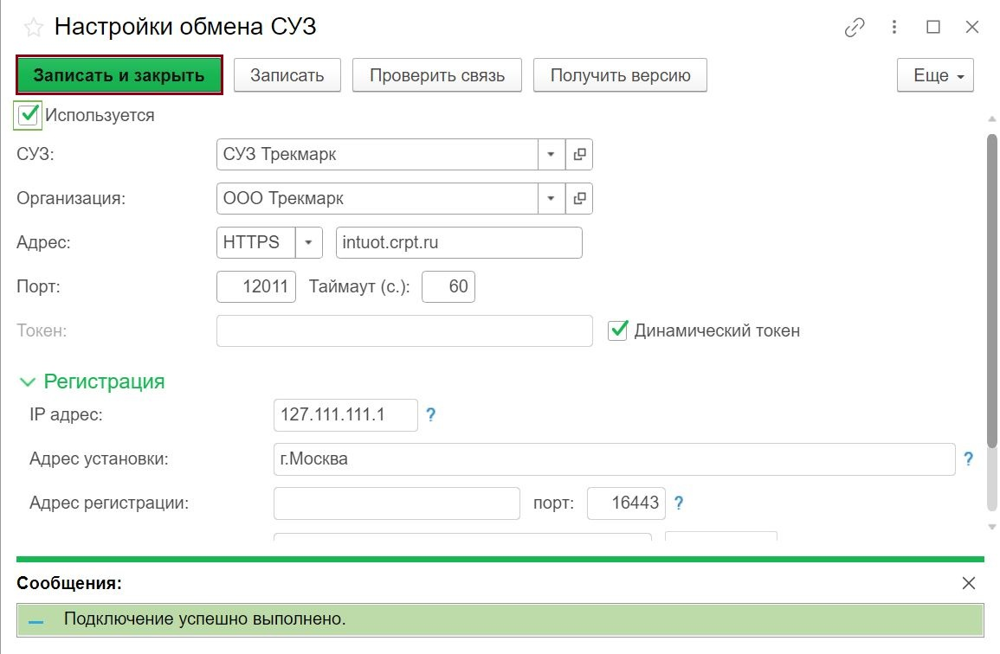 Настройки обмена СУЗ
Записать и закрыть Записать Проверить связь Получить версию Еще
Используется
СУЗ: СУЗ Трекмарк
Организация: ООО Трекмарк
Адрес: HTTPS intuot.crpt.ru
Порт: 12011 Таймаут (с.): 60
Токен: Динамический токен
Регистрация
IP адрес: 127.111.111.1 ?
Адрес установки: г.Москва ?
Адрес регистрации: порт: 16443 ?
Сообщения:
Подключение успешно выполнено.